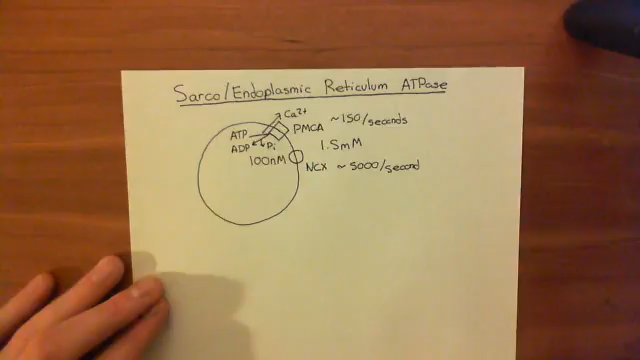 Sarco/Endoplasmic Reticulum ATPase
Ca2+
PMCA ~150/seconds
ATP
ADP Pi
1.5mM
100nM
NCX ~5000/second